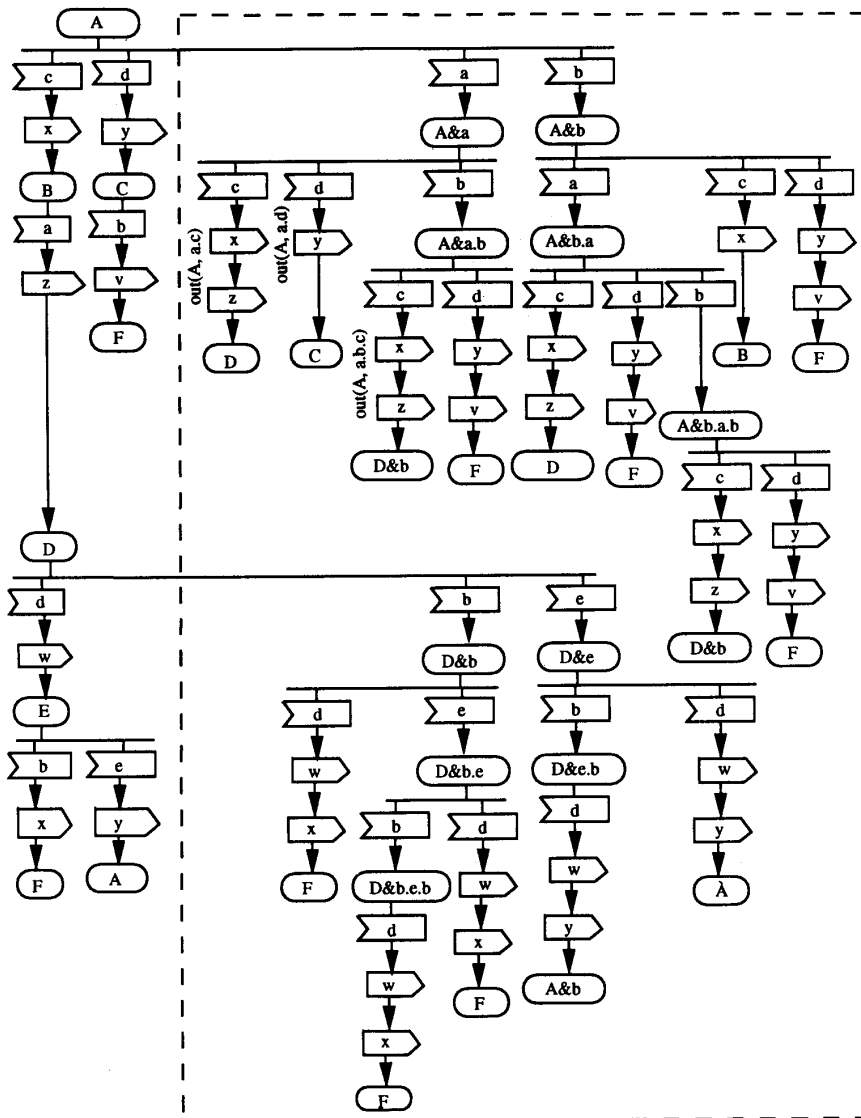 A
c d a b
x y A&a A&b
B C c d b a c d
a b out(A, a.c) x out(A, a.d) y A&a.b A&b.a x y
z v z c d c d b v
F D C out(A, a.b.c) x y x y B F
z v z v A&b.a.b
D&b F D F c d
x y
D z v
d b e D&b F
w D&b D&e
E d e b d
b e w D&b.e D&e.b w
x y x b d d y
F A F D&b.e.b w w À
d x y
w F A&b
x
F